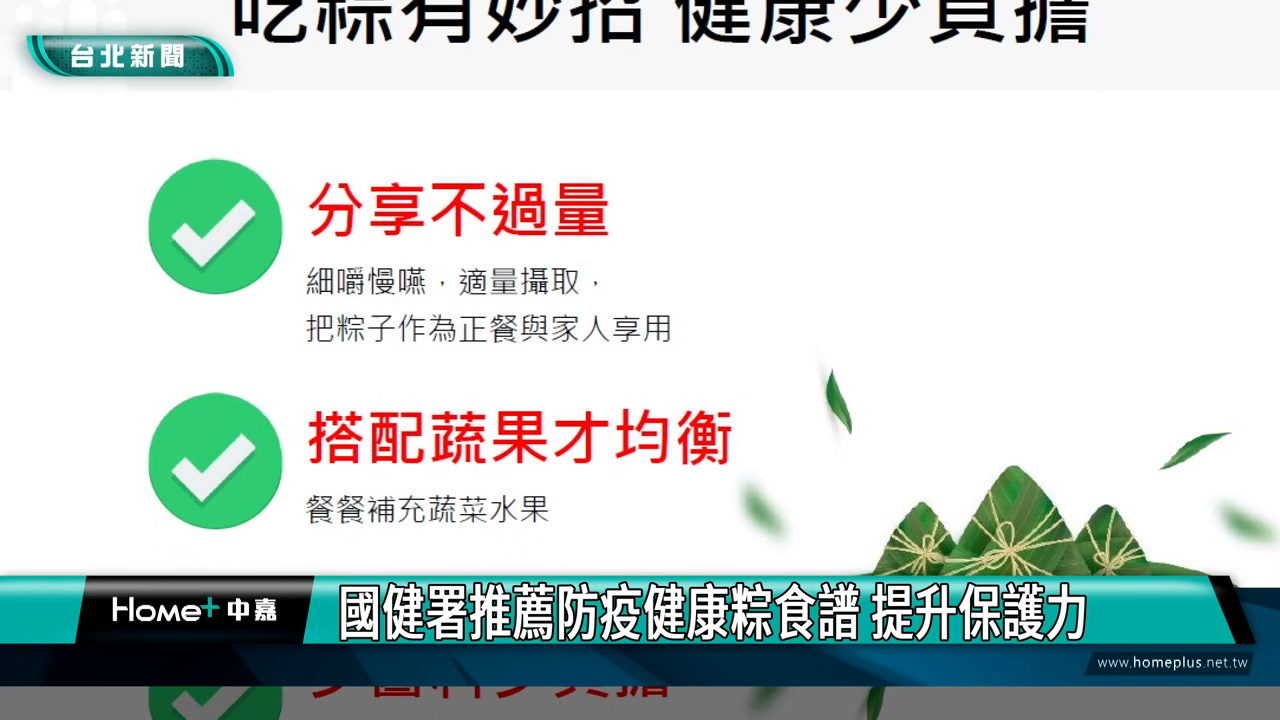 吃粽有妙招 健康少負擔
台北新聞
分享不過量
細嚼慢嚥，適量攝取，
把粽子作為正餐與家人享用
搭配蔬果才均衡
餐餐補充蔬菜水果
Home+ 中嘉
國健署推薦防疫健康粽食譜 提升保護力
www.homeplus.net.tw